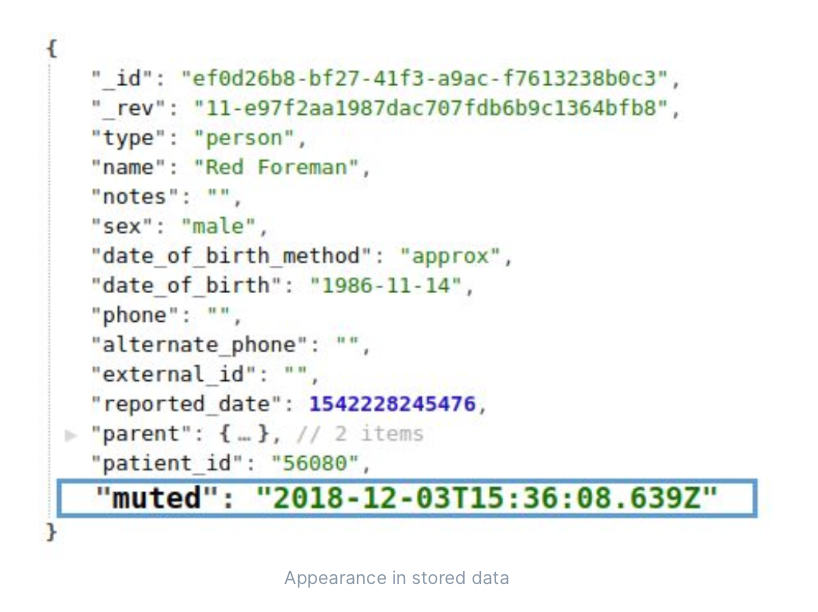 {
"_id": "ef0d26b8-bf27-41f3-a9ac-f7613238b0c3",
"_rev": "11-e97f2aa1987dac707fdb6b9c1364bfb8",
"type": "person",
"name": "Red Foreman",
"notes": "",
"sex": "male",
"date_of_birth_method": "approx",
"date_of_birth": "1986-11-14",
"phone": "",
"alternate_phone": "",
"external_id": "",
"reported_date": 1542228245476,
"parent": {…}, // 2 items
"patient_id": "56080",
"muted": "2018-12-03T15:36:08.639Z"
}
Appearance in stored data